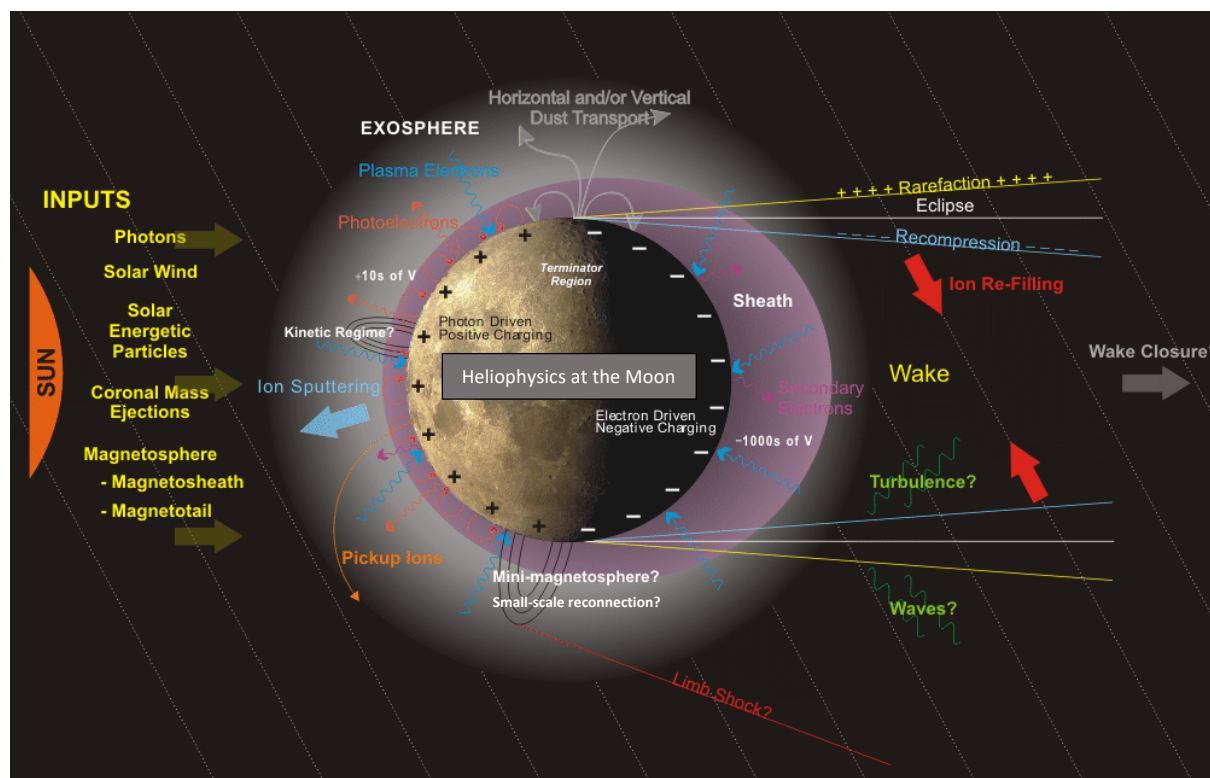 Horizontal and/or Vertical
Dust Transport
EXOSPHERE
Plasma Electrons
Photoelectrons
INPUTS
Photons
Solar Wind
Solar
Energetic
Particles
Coronal Mass
Ejections
Magnetosphere
- Magnetosheath
- Magnetotail
SUN
+10s of V
Kinetic Regime?
Ion Sputtering
Pickup Ions
Terminator
Region
Photon Driven
Positive Charging
Heliophysics at the Moon
Electron Driven
Negative Charging
Sheath
Secondary
Electrons
−1000s of V
Mini-magnetosphere?
Small-scale reconnection?
Limb Shock?
+ + + + Rarefaction + + + +
Eclipse
– – – – Recompression – – – –
Ion Re-Filling
Wake
Wake Closure?
Turbulence?
Waves?